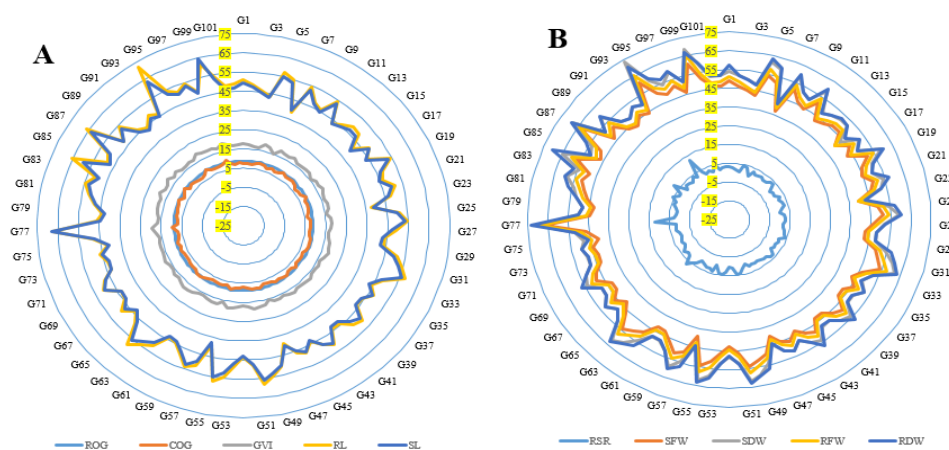 A
75
65
55
45
35
25
15
5
-5
-15
-25
G1
G3
G5
G7
G9
G11
G13
G15
G17
G19
G21
G23
G25
G27
G29
G31
G33
G35
G37
G39
G41
G43
G45
G47
G49
G51
G53
G55
G57
G59
G61
G63
G65
G67
G69
G71
G73
G75
G77
G79
G81
G83
G85
G87
G89
G91
G93
G95
G97
G99
G101
ROG COG GVI RL SL
B
75
65
55
45
35
25
15
5
-5
-15
-25
G1
G3
G5
G7
G9
G11
G13
G15
G17
G19
G21
G2
G2
G2
G2
G31
G33
G35
G37
G39
G41
G43
G45
G47
G49
G51
G53
G55
G57
G59
G61
G63
G65
G67
G69
G71
G73
G75
G77
G79
G81
G83
G85
G87
G89
G91
G93
G95
G97
G99
G101
RSR SFW SDW RFW RDW